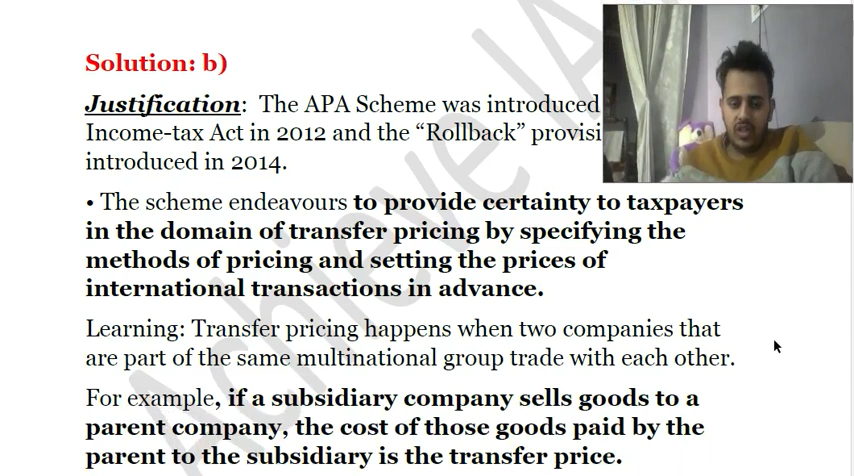 Solution: b)
Justification: The APA Scheme was introduced
Income-tax Act in 2012 and the “Rollback”
introduced in 2014.
• The scheme endeavours to provide certainty to taxpayers
in the domain of transfer pricing by specifying the
methods of pricing and setting the prices of
international transactions in advance.
Learning: Transfer pricing happens when two companies that
are part of the same multinational group trade with each other.
For example, if a subsidiary company sells goods to a
parent company, the cost of those goods paid by the
parent to the subsidiary is the transfer price.
Achieve